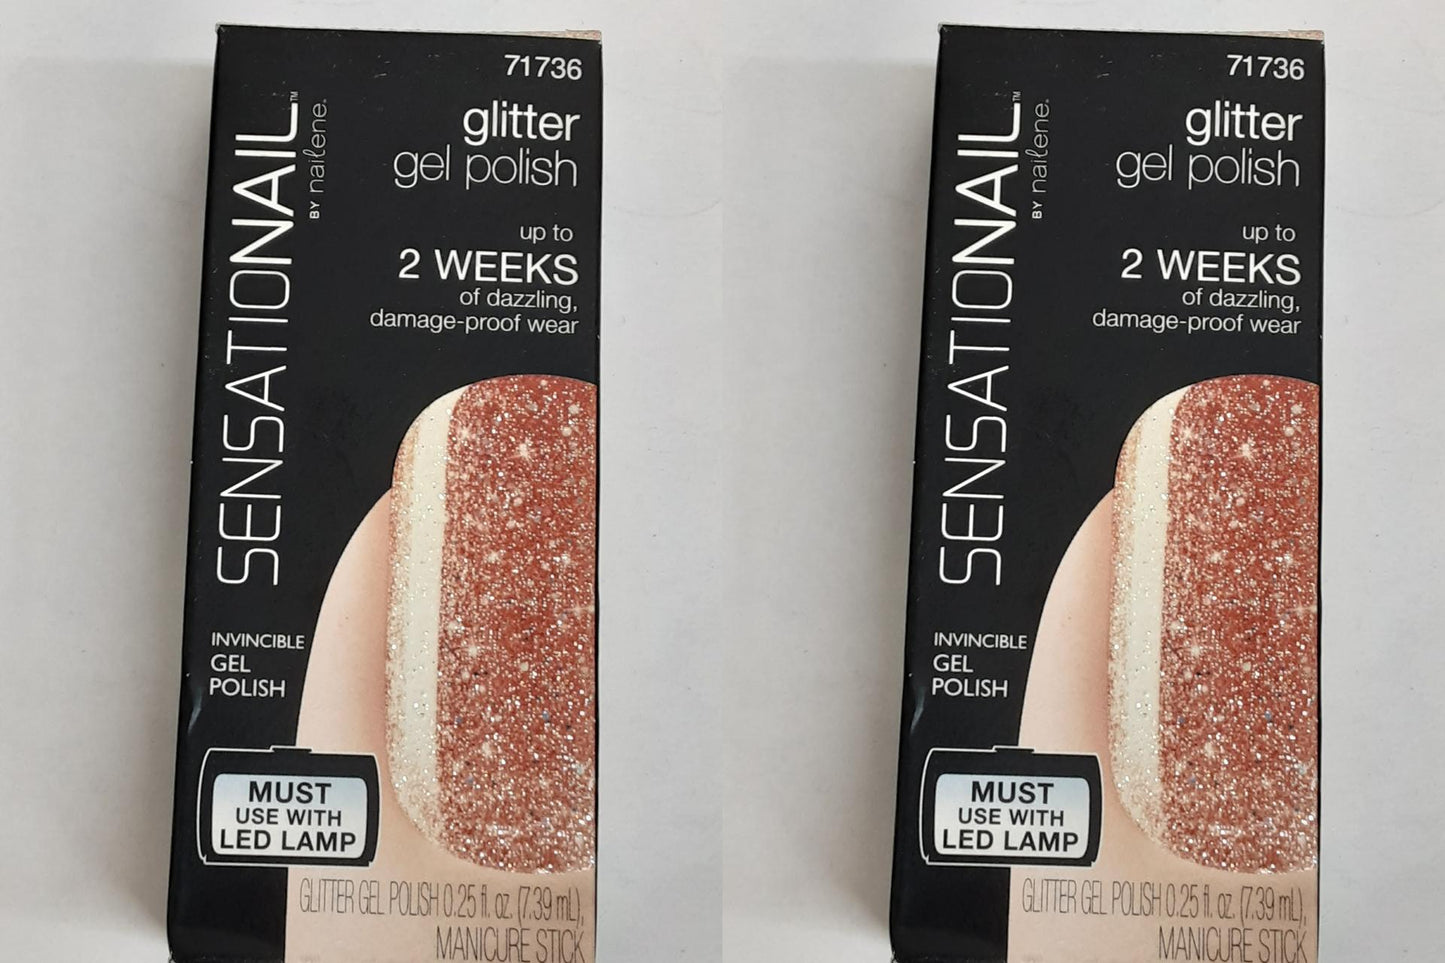 71736
glitter
gel polish
up to
2 WEEKS
of dazzling,
damage-proof wear
SENSATIONAIL™
BY nailene®
INVINCIBLE
GEL
POLISH
MUST
USE WITH
LED LAMP
GLITTER GEL POLISH 0.25 fl. oz. (7.39 mL),
MANICURE STICK
71736
glitter
gel polish
up to
2 WEEKS
of dazzling,
damage-proof wear
SENSATIONAIL™
BY nailene®
INVINCIBLE
GEL
POLISH
MUST
USE WITH
LED LAMP
GLITTER GEL POLISH 0.25 fl. oz. (7.39 mL),
MANICURE STICK